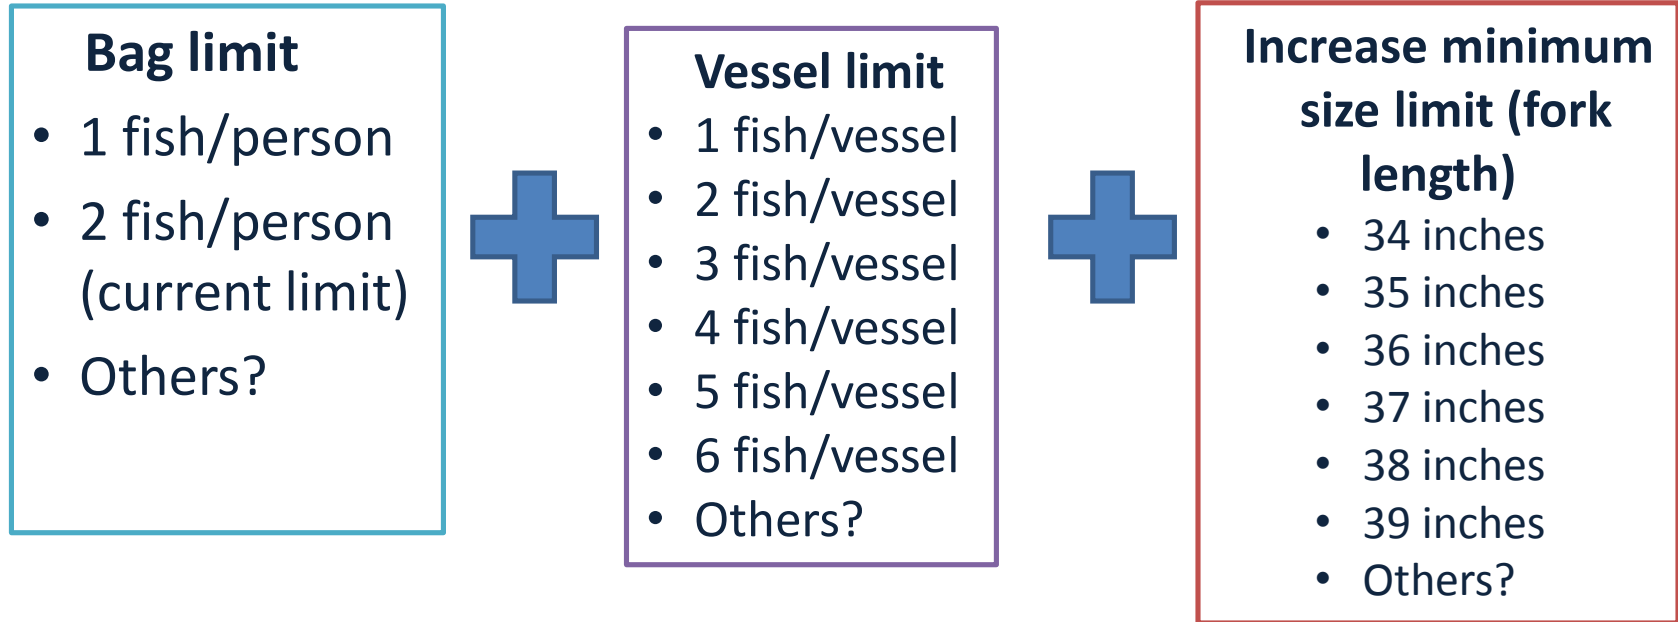 Bag limit
• 1 fish/person
• 2 fish/person
(current limit)
• Others?
Vessel limit
• 1 fish/vessel
• 2 fish/vessel
• 3 fish/vessel
• 4 fish/vessel
• 5 fish/vessel
• 6 fish/vessel
• Others?
Increase minimum
size limit (fork
length)
• 34 inches
• 35 inches
• 36 inches
• 37 inches
• 38 inches
• 39 inches
• Others?